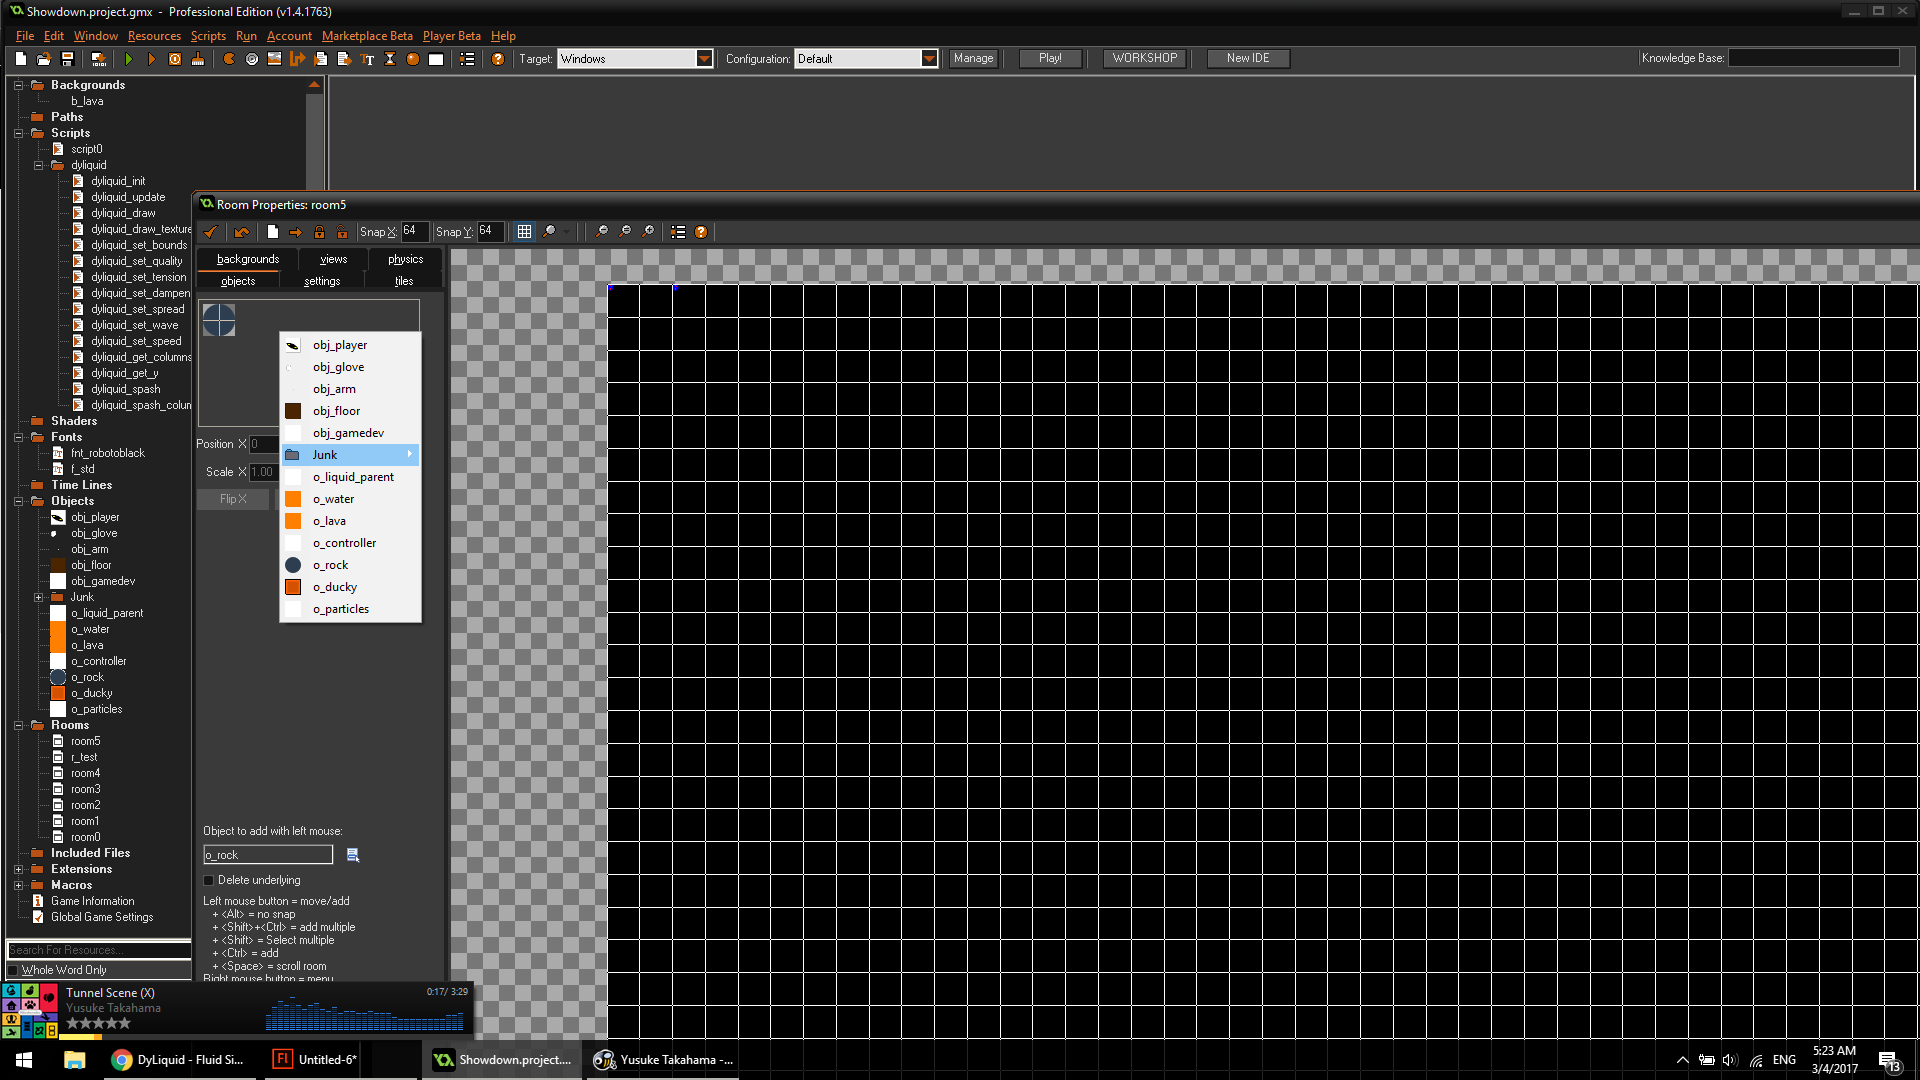 Showdown.project.gmx - Professional Edition (v1.4.1763)
File Edit Window Resources Scripts Run Account Marketplace Beta Player Beta Help
Target: Windows Configuration: Default Manage Play! WORKSHOP New IDE Knowledge Base:
Backgrounds
b_lava
Paths
Scripts
script0
dyliquid
dyliquid_init
dyliquid_update
dyliquid_draw
dyliquid_draw_texture
dyliquid_set_bounds
dyliquid_set_quality
dyliquid_set_tension
dyliquid_set_dampen
dyliquid_set_spread
dyliquid_set_wave
dyliquid_set_speed
dyliquid_get_columns
dyliquid_get_y
dyliquid_spash
dyliquid_spash_colun
Shaders
Fonts
fnt_robotoblack
f_std
Time Lines
Objects
obj_player
obj_glove
obj_arm
obj_floor
obj_gamedev
Junk
o_liquid_parent
o_water
o_lava
o_controller
o_rock
o_ducky
o_particles
Rooms
room5
r_test
room4
room3
room2
room1
room0
Included Files
Extensions
Macros
Game Information
Global Game Settings
Search For Resources...
Whole Word Only
Room Properties: room5
Snap X: 64 Snap Y: 64
backgrounds views physics
objects settings tiles
obj_player
obj_glove
obj_arm
obj_floor
obj_gamedev
Junk
o_liquid_parent
o_water
o_lava
o_controller
o_rock
o_ducky
o_particles
Position X 0
Scale X 1.00
Flip X
Object to add with left mouse:
o_rock
Delete underlying
Left mouse button = move/add
+ <Alt> = no snap
+ <Shift>+<Ctrl> = add multiple
+ <Shift> = Select multiple
+ <Ctrl> = add
+ <Space> = scroll room
Right mouse button = menu
Tunnel Scene (X) 0:17/ 3:29
Yusuke Takahama
DyLiquid - Fluid Si...
Fl Untitled-6*
Showdown.project....
Yusuke Takahama -...
ENG
5:23 AM
3/4/2017
13